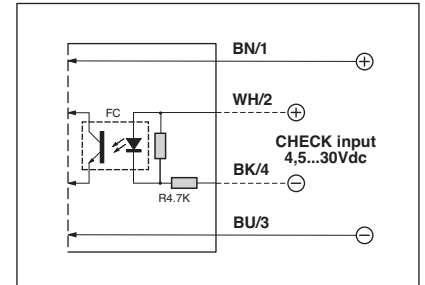 BN/1
WH/2
FC
CHECK input
4,5...30Vdc
BK/4
R4.7K
BU/3